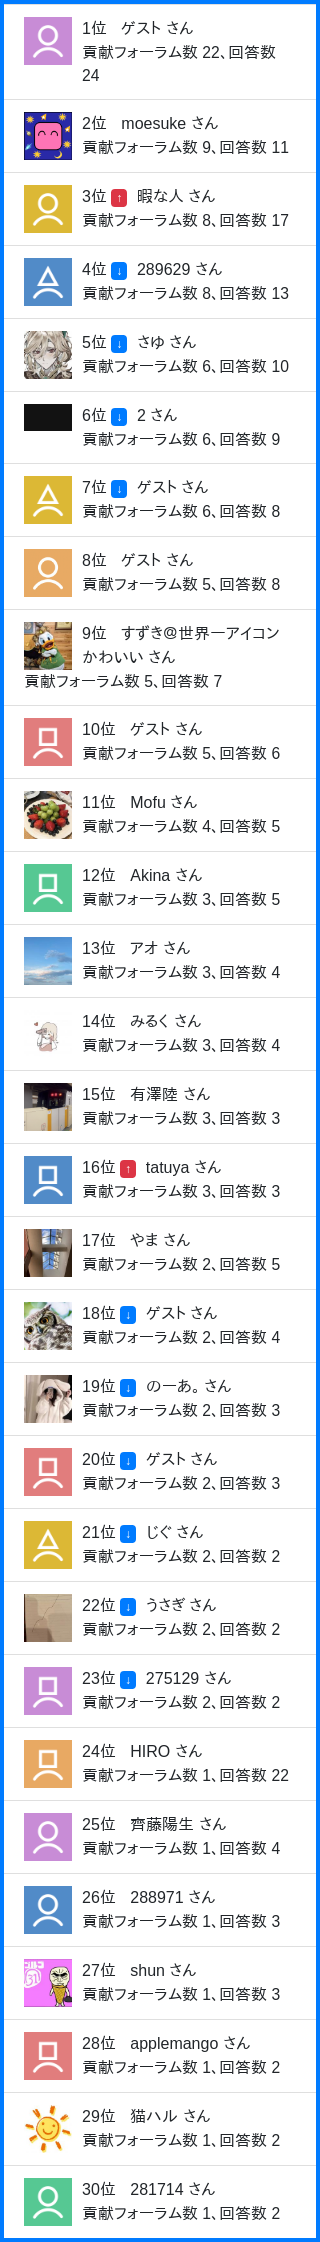 1位　ゲスト さん
貢献フォーラム数 22、回答数
24
2位　moesuke さん
貢献フォーラム数 9、回答数 11
3位 ↑ 暇な人 さん
貢献フォーラム数 8、回答数 17
4位 ↓ 289629 さん
貢献フォーラム数 8、回答数 13
5位 ↓ さゆ さん
貢献フォーラム数 6、回答数 10
6位 ↓ 2 さん
貢献フォーラム数 6、回答数 9
7位 ↓ ゲスト さん
貢献フォーラム数 6、回答数 8
8位　ゲスト さん
貢献フォーラム数 5、回答数 8
9位　すずき@世界一アイコン
かわいい さん
貢献フォーラム数 5、回答数 7
10位　ゲスト さん
貢献フォーラム数 5、回答数 6
11位　Mofu さん
貢献フォーラム数 4、回答数 5
12位　Akina さん
貢献フォーラム数 3、回答数 5
13位　アオ さん
貢献フォーラム数 3、回答数 4
14位　みるく さん
貢献フォーラム数 3、回答数 4
15位　有澤陸 さん
貢献フォーラム数 3、回答数 3
16位 ↑ tatuya さん
貢献フォーラム数 3、回答数 3
17位　やま さん
貢献フォーラム数 2、回答数 5
18位 ↓ ゲスト さん
貢献フォーラム数 2、回答数 4
19位 ↓ のーあ。さん
貢献フォーラム数 2、回答数 3
20位 ↓ ゲスト さん
貢献フォーラム数 2、回答数 3
21位 ↓ じぐ さん
貢献フォーラム数 2、回答数 2
22位 ↓ うさぎ さん
貢献フォーラム数 2、回答数 2
23位 ↓ 275129 さん
貢献フォーラム数 2、回答数 2
24位　HIRO さん
貢献フォーラム数 1、回答数 22
25位　齊藤陽生 さん
貢献フォーラム数 1、回答数 4
26位　288971 さん
貢献フォーラム数 1、回答数 3
27位　shun さん
貢献フォーラム数 1、回答数 3
28位　applemango さん
貢献フォーラム数 1、回答数 2
29位　猫ハル さん
貢献フォーラム数 1、回答数 2
30位　281714 さん
貢献フォーラム数 1、回答数 2